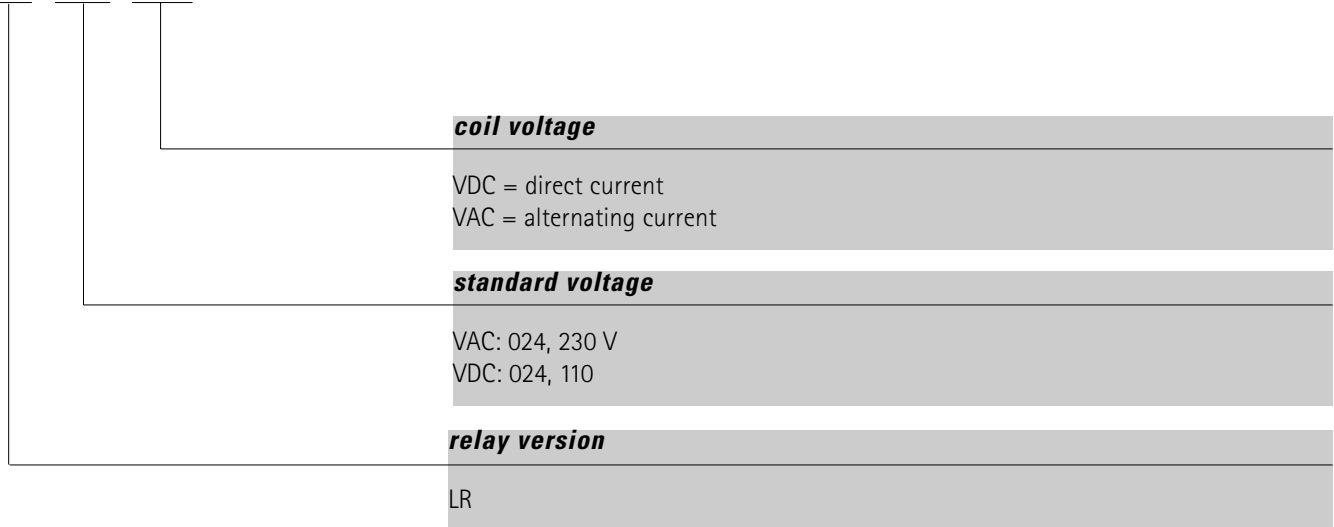 coil voltage
VDC = direct current
VAC = alternating current
standard voltage
VAC: 024, 230 V
VDC: 024, 110
relay version
LR